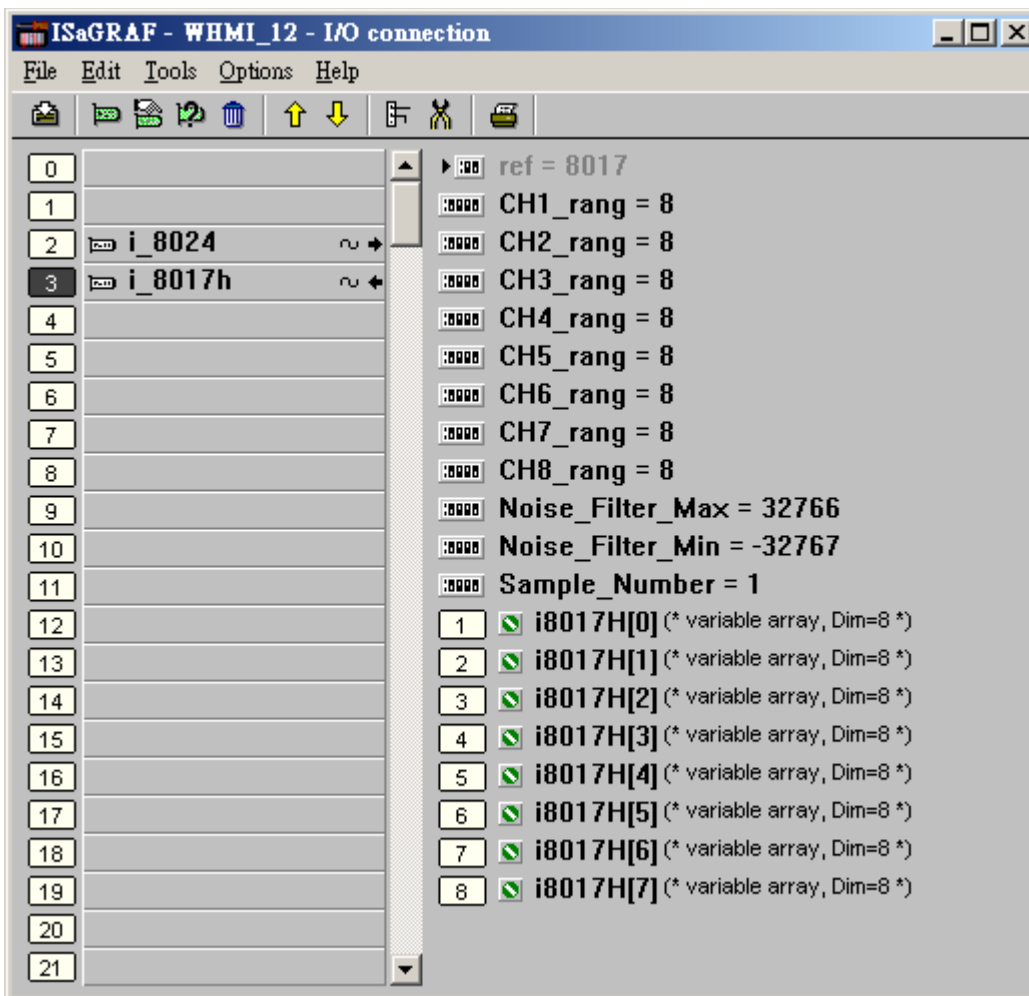 ISaGRAF - WHMI_12 - I/O connection
File Edit Tools Options Help
0
1
2 i_8024
3 i_8017h
4
5
6
7
8
9
10
11
12
13
14
15
16
17
18
19
20
21
ref = 8017
CH1_rang = 8
CH2_rang = 8
CH3_rang = 8
CH4_rang = 8
CH5_rang = 8
CH6_rang = 8
CH7_rang = 8
CH8_rang = 8
Noise_Filter_Max = 32766
Noise_Filter_Min = -32767
Sample_Number = 1
1 i8017H[0] (* variable array, Dim=8 *)
2 i8017H[1] (* variable array, Dim=8 *)
3 i8017H[2] (* variable array, Dim=8 *)
4 i8017H[3] (* variable array, Dim=8 *)
5 i8017H[4] (* variable array, Dim=8 *)
6 i8017H[5] (* variable array, Dim=8 *)
7 i8017H[6] (* variable array, Dim=8 *)
8 i8017H[7] (* variable array, Dim=8 *)